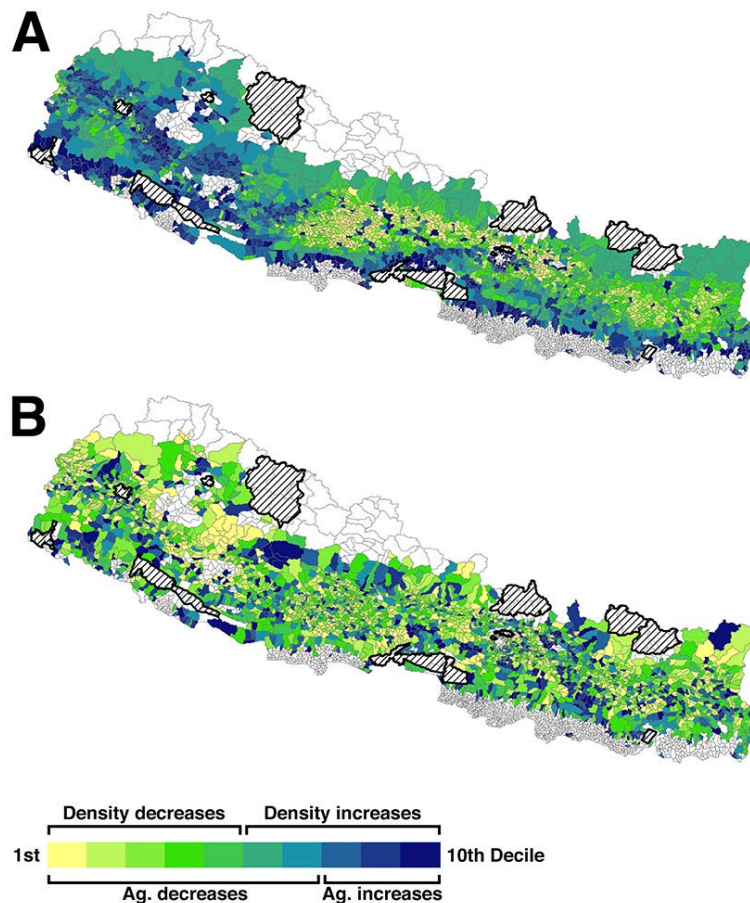 A
B
Density decreases Density increases
1st 10th Decile
Ag. decreases Ag. increases